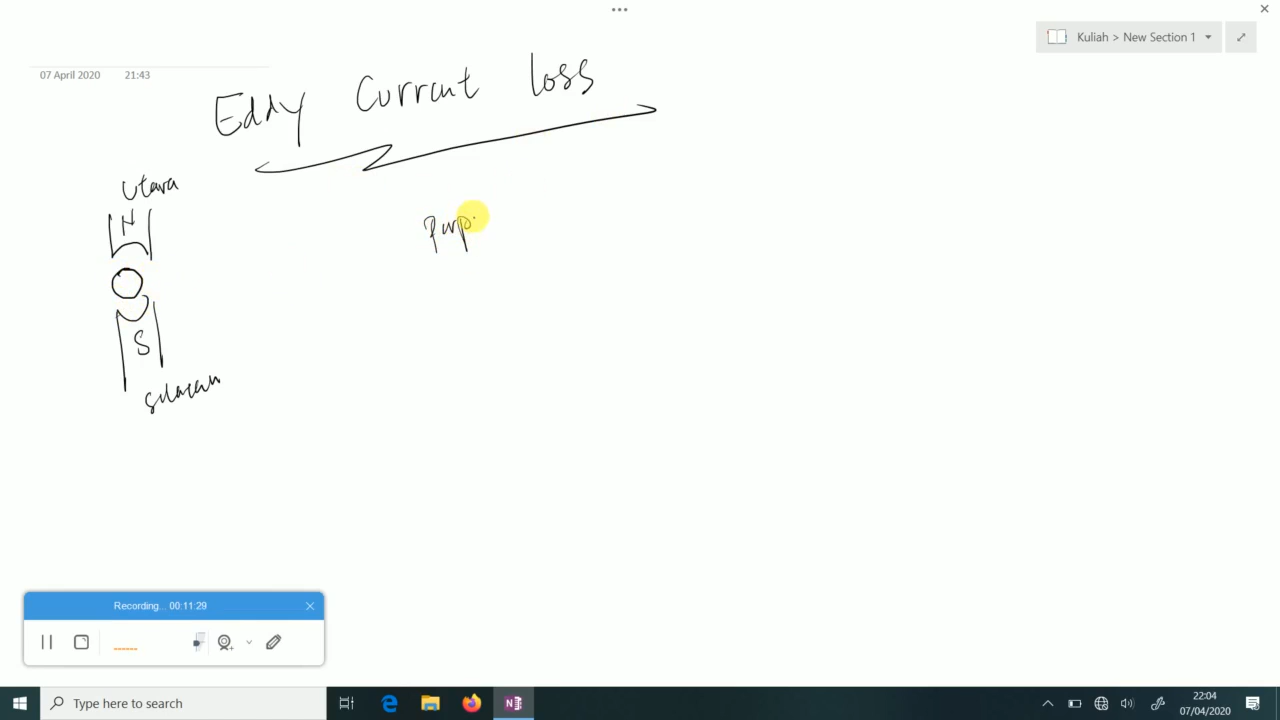 Kuliah > New Section 1
07 April 2020 21:43
Eddy Current loss
Utara
N
S
Selatan
Recording... 00:11:29
Type here to search
22:04
07/04/2020